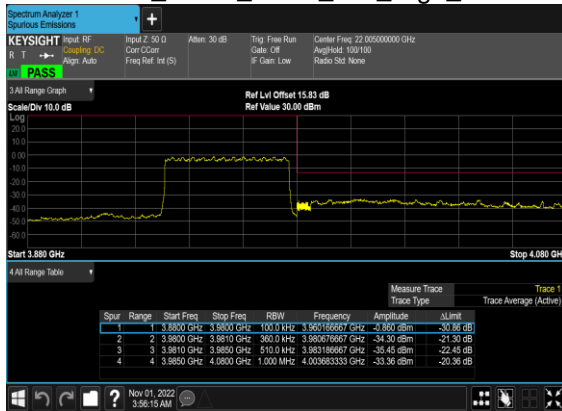 Spectrum Analyzer 1
Spurious Emissions
+
KEYSIGHT Input: RF Input Z: 50 Ω Atten: 30 dB Trig: Free Run Center Freq: 22.005000000 GHz
R T Coupling: DC Corr CCorr Gate: Off Avg|Hold: 100/100
Align: Auto Freq Ref: Int (S) IF Gain: Low Radio Std: None
PASS
3 All Range Graph
Ref Lvl Offset 15.83 dB
Scale/Div 10.0 dB Ref Value 30.00 dBm
Log
20.0
10.0
0.00
-10.0
-20.0
-30.0
-40.0
-50.0
-60.0
Start 3.880 GHz Stop 4.080 GHz
4 All Range Table
Measure Trace Trace 1
Trace Type Trace Average (Active)
Spur Range Start Freq Stop Freq RBW Frequency Amplitude ΔLimit
1 1 3.8800 GHz 3.9800 GHz 100.0 kHz 3.960166667 GHz -0.860 dBm -30.86 dB
2 2 3.9800 GHz 3.9810 GHz 360.0 kHz 3.980676667 GHz -34.30 dBm -21.30 dB
3 3 3.9810 GHz 3.9850 GHz 510.0 kHz 3.983186667 GHz -35.45 dBm -22.45 dB
4 4 3.9850 GHz 4.0800 GHz 1.000 MHz 4.003683333 GHz -33.36 dBm -20.36 dB
? Nov 01, 2022
3:56:15 AM